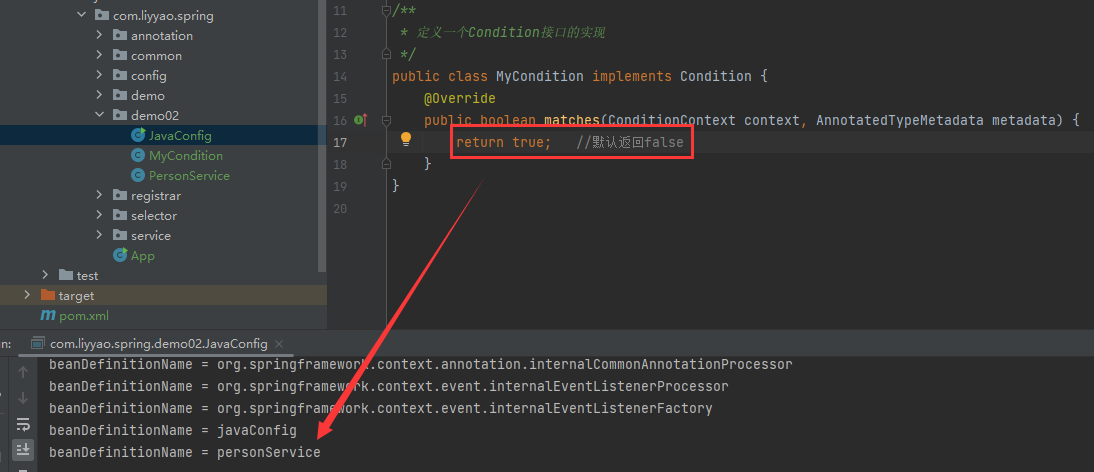 com.liyyao.spring
annotation
common
config
demo
demo02
JavaConfig
MyCondition
PersonService
registrar
selector
service
App
test
target
pom.xml
11 /**
12 * 定义一个Condition接口的实现
13 */
14 public class MyCondition implements Condition {
15 @Override
16 public boolean matches(ConditionContext context, AnnotatedTypeMetadata metadata) {
17 return true; //默认返回false
18 }
19 }
20
n: com.liyyao.spring.demo02.JavaConfig ×
beanDefinitionName = org.springframework.context.annotation.internalCommonAnnotationProcessor
beanDefinitionName = org.springframework.context.event.internalEventListenerProcessor
beanDefinitionName = org.springframework.context.event.internalEventListenerFactory
beanDefinitionName = javaConfig
beanDefinitionName = personService